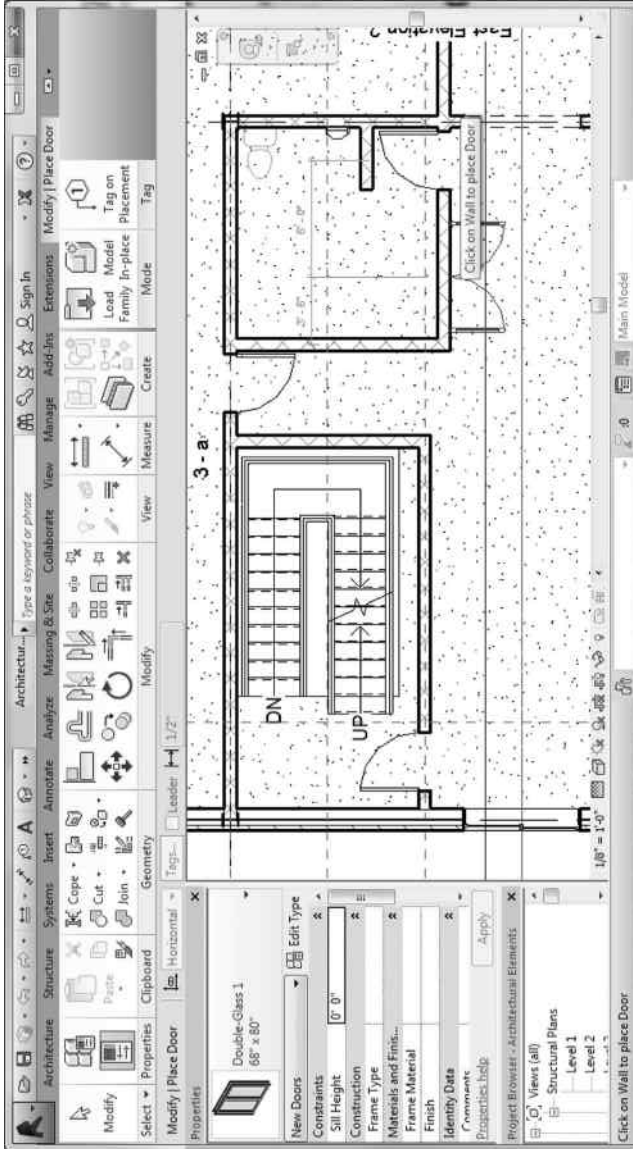 Architectur...
Type a keyword or phrase
Sign In
Architecture Structure Systems Insert Annotate Analyze Massing & Site Collaborate View Manage Add-Ins Extensions Modify | Place Door
Modify
Paste
Cope
Cut
Join
Load Family
Model In-place
Tag on Placement
Select Properties Clipboard Geometry Modify View Measure Create Mode Tag
Modify | Place Door
Horizontal
Tags...
Leader
1/2"
Properties
Double-Glass 1
68" x 80"
New Doors
Edit Type
Constraints
Sill Height 0' 0"
Construction
Frame Type
Materials and Finis...
Frame Material
Finish
Identity Data
Comments
Properties help
Apply
Project Browser - Architectural Elements
Views (all)
Structural Plans
Level 1
Level 2
3 - a
DN
UP
East Elevation
Click on Wall to place Door
1/8" = 1'-0"
Click on Wall to place Door
:0
Main Model